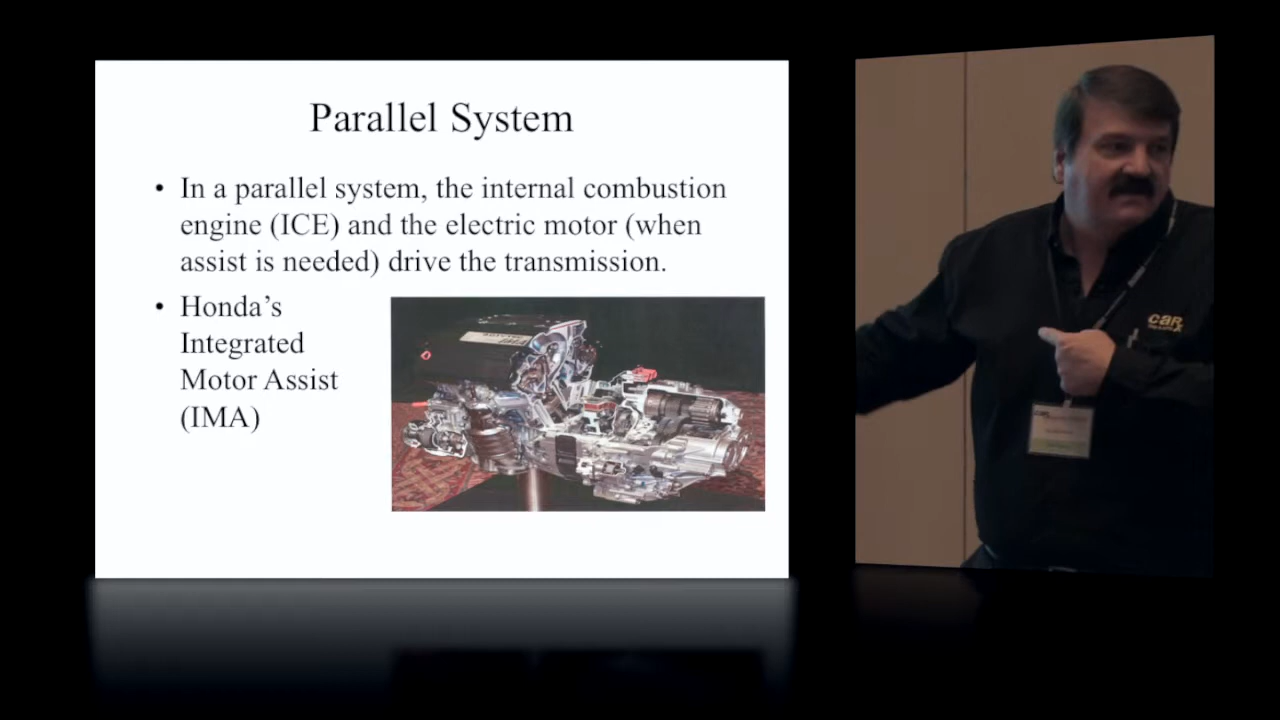 Parallel System
• In a parallel system, the internal combustion
engine (ICE) and the electric motor (when
assist is needed) drive the transmission.
• Honda's
Integrated
Motor Assist
(IMA)
car